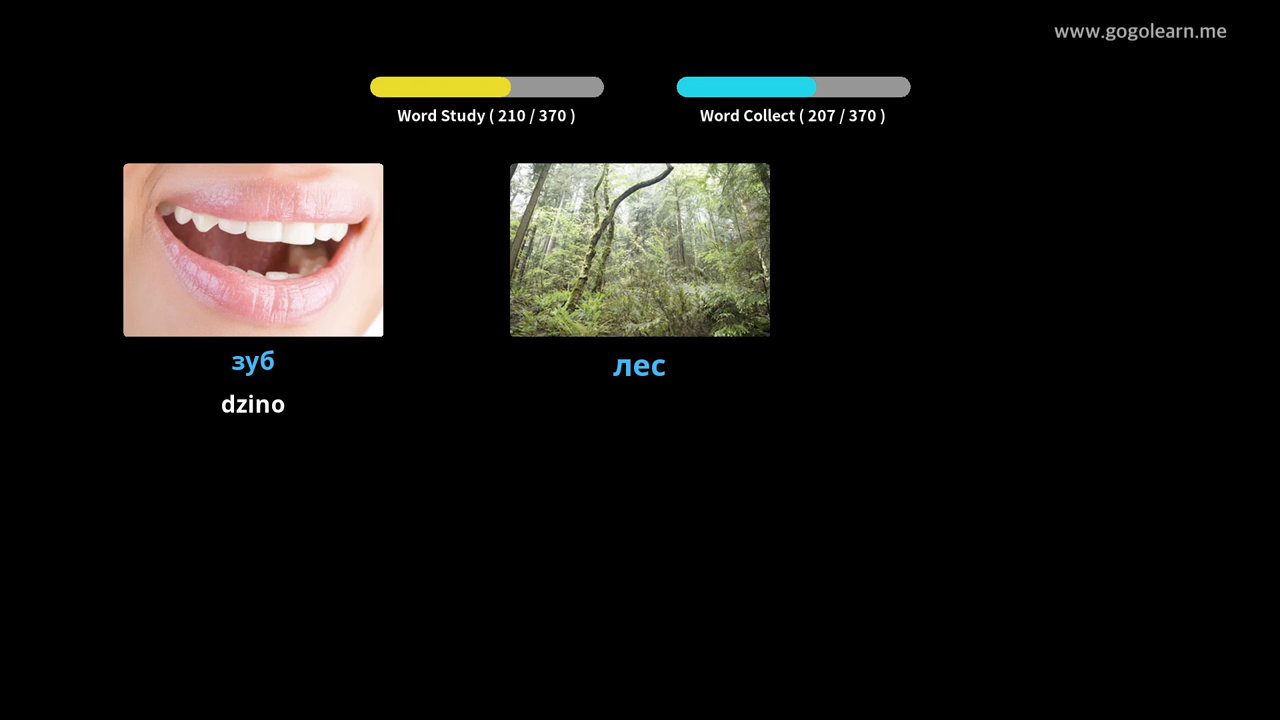 www.gogolearn.me
Word Study ( 210 / 370 )
Word Collect ( 207 / 370 )
зуб
dzino
лес